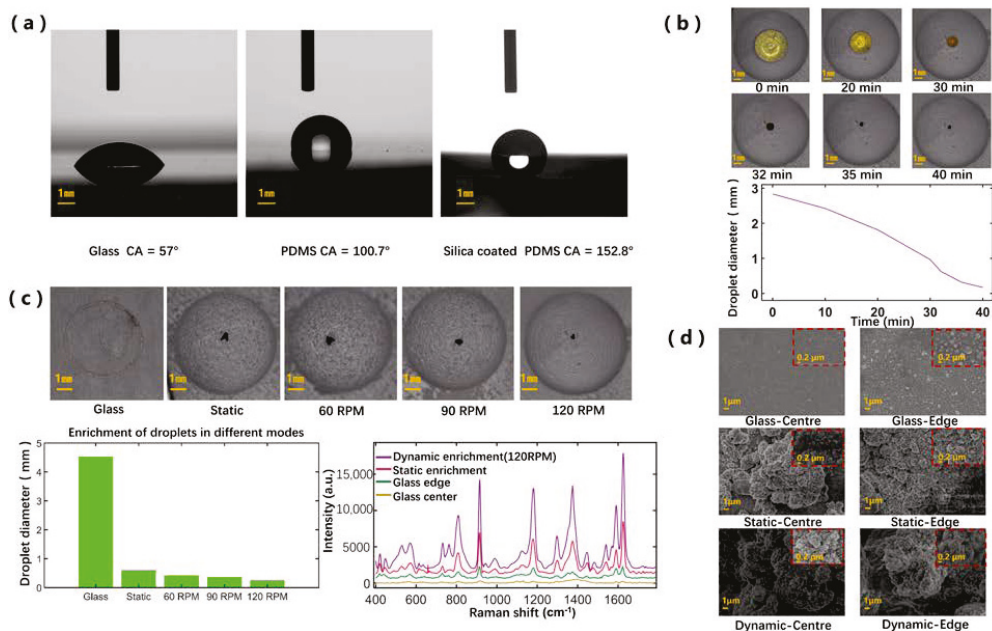 ( a )
1mm
1mm
1mm
Glass CA = 57°
PDMS CA = 100.7°
Silica coated PDMS CA = 152.8°
( b )
1mm
1mm
1mm
0 min
20 min
30 min
1mm
1mm
1mm
32 min
35 min
40 min
Droplet diameter ( mm )
3
2
1
0
0
10
20
30
40
Time (min)
( c )
1mm
1mm
1mm
1mm
1mm
Glass
Static
60 RPM
90 RPM
120 RPM
Enrichment of droplets in different modes
Droplet diameter ( mm )
5
4
3
2
1
0
Glass
Static
60 RPM
90 RPM
120 RPM
Intensity (a.u.)
15,000
10,000
5000
0
Dynamic enrichment(120RPM)
Static enrichment
Glass edge
Glass center
400
600
800
1000
1200
1400
1600
Raman shift (cm⁻¹)
( d )
0.2 μm
1μm
Glass-Centre
0.2 μm
1μm
Glass-Edge
0.2 μm
1μm
Static-Centre
0.2 μm
1μm
Static-Edge
0.2 μm
1μm
Dynamic-Centre
0.2 μm
1μm
Dynamic-Edge